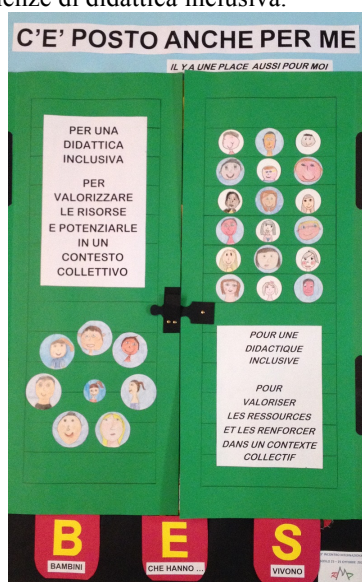 enze di didattica inclusiva.
C'E' POSTO ANCHE PER ME
IL Y A UNE PLACE AUSSI POUR MOI
PER UNA
DIDATTICA
INCLUSIVA
PER
VALORIZZARE
LE RISORSE
E POTENZIARLE
IN UN
CONTESTO
COLLETTIVO
POUR UNE
DIDACTIQUE
INCLUSIVE
POUR
VALORISER
LES RESSOURCES
ET LES RENFORCER
DANS UN CONTEXTE
COLLECTIF
B E S
BAMBINI CHE HANNO ... VIVONO